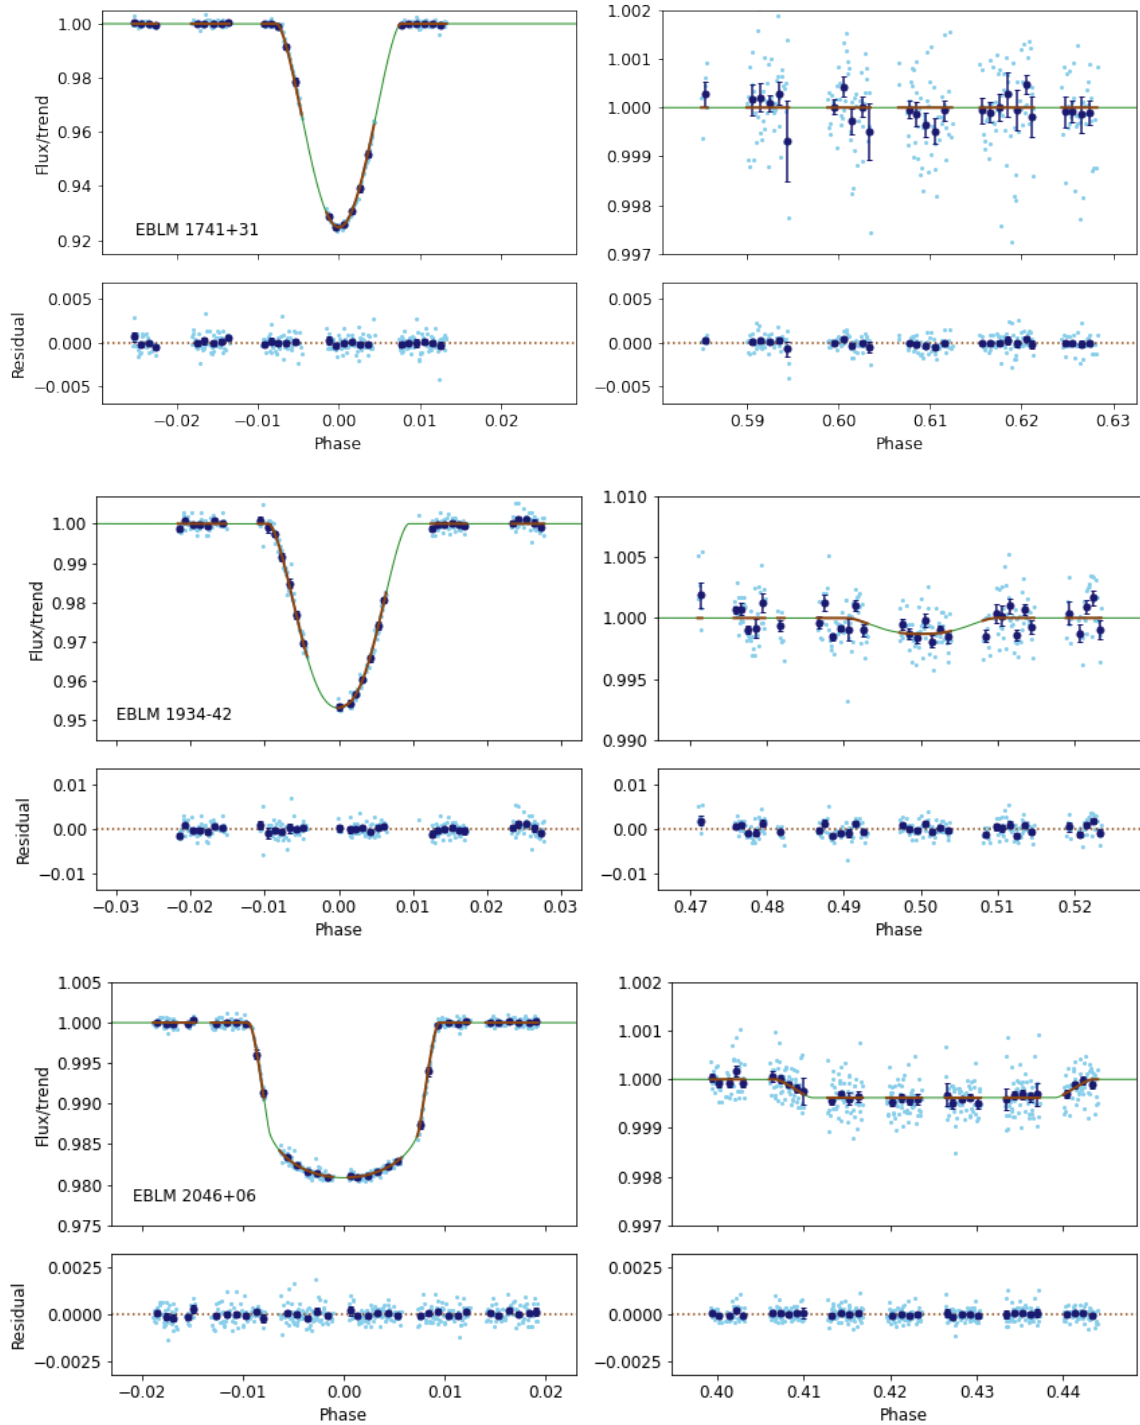 1.00
0.98
0.96
0.94
0.92
Flux/trend
EBLM 1741+31
1.002
1.001
1.000
0.999
0.998
0.997
0.005
0.000
−0.005
Residual
−0.02 −0.01 0.00 0.01 0.02
Phase
0.005
0.000
−0.005
0.59 0.60 0.61 0.62 0.63
Phase
1.00
0.99
0.98
0.97
0.96
0.95
Flux/trend
EBLM 1934-42
1.010
1.005
1.000
0.995
0.990
0.01
0.00
−0.01
Residual
−0.03 −0.02 −0.01 0.00 0.01 0.02 0.03
Phase
0.01
0.00
−0.01
0.47 0.48 0.49 0.50 0.51 0.52
Phase
1.005
1.000
0.995
0.990
0.985
0.980
0.975
Flux/trend
EBLM 2046+06
1.002
1.001
1.000
0.999
0.998
0.997
0.0025
0.0000
−0.0025
Residual
−0.02 −0.01 0.00 0.01 0.02
Phase
0.0025
0.0000
−0.0025
0.40 0.41 0.42 0.43 0.44
Phase